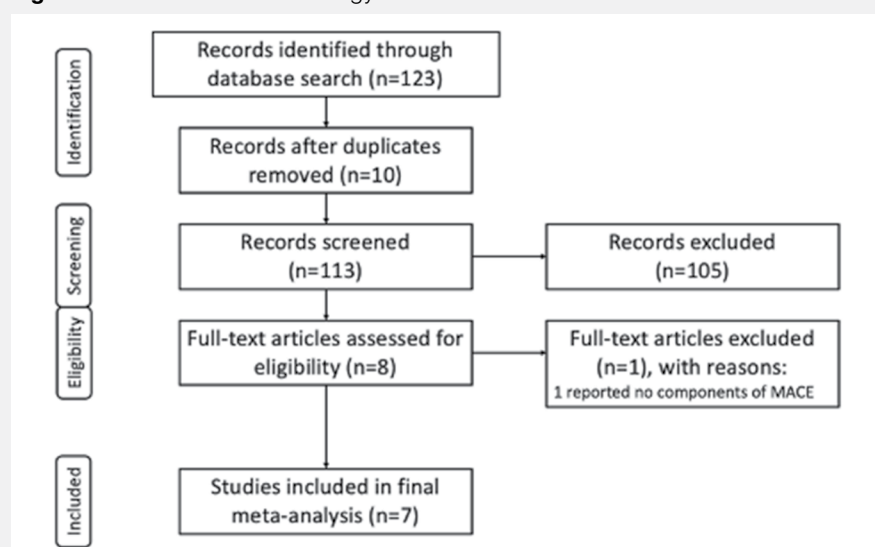 Identification
Records identified through
database search (n=123)
Records after duplicates
removed (n=10)
Screening
Records screened
(n=113)
Records excluded
(n=105)
Eligibility
Full-text articles assessed for
eligibility (n=8)
Full-text articles excluded
(n=1), with reasons:
1 reported no components of MACE
Included
Studies included in final
meta-analysis (n=7)